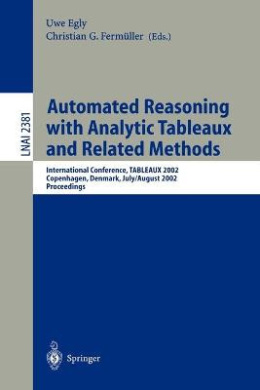 Uwe Egly
Christian G. Fermüller (Eds.)
LNAI 2381
Automated Reasoning
with Analytic Tableaux
and Related Methods
International Conference, TABLEAUX 2002
Copenhagen, Denmark, July/August 2002
Proceedings
Springer